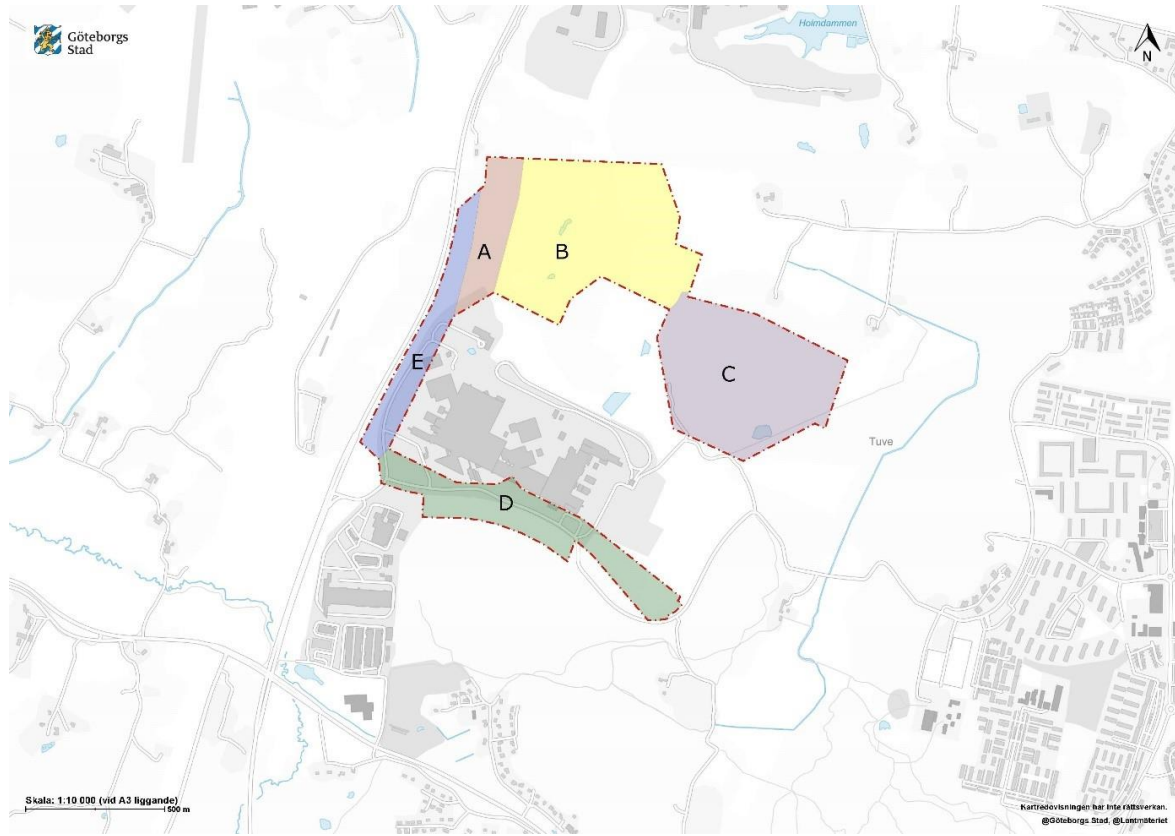 Göteborgs
Stad
Holmdammen
N
A
B
E
C
Tuve
D
Skala: 1:10 000 (vid A3 liggande)
500 m
Kartredovisningen har inte rättsverkan.
@Göteborgs Stad, @Lantmäteriet